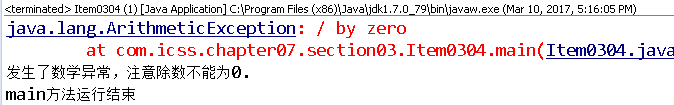 <terminated> Item0304 (1) [Java Application] C:\Program Files (x86)\Java\jdk1.7.0_79\bin\javaw.exe (Mar 10, 2017, 5:16:05 PM)
java.lang.ArithmeticException: / by zero
at com.icss.chapter07.section03.Item0304.main(Item0304.java
发生了数学异常，注意除数不能为0.
main方法运行结束